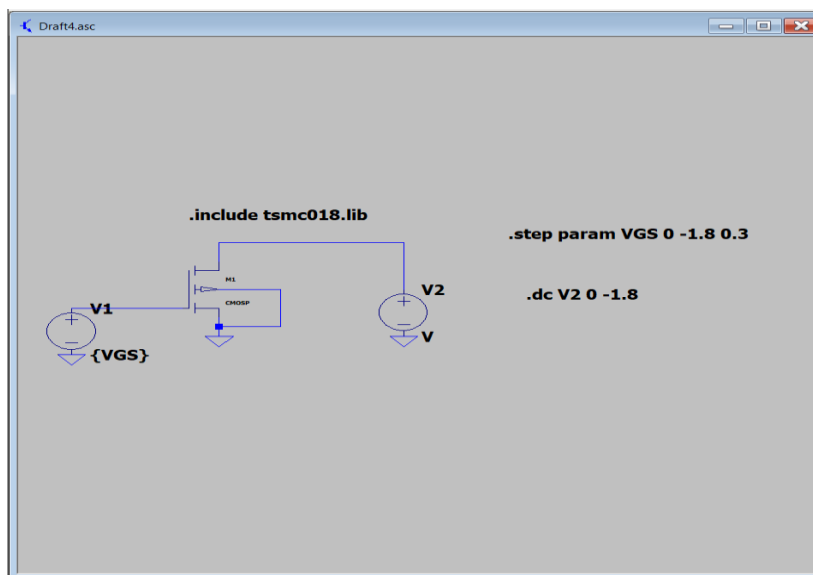 Draft4.asc
.include tsmc018.lib
.step param VGS 0 -1.8 0.3
M1
V2
.dc V2 0 -1.8
CMOSP
V1
V
{VGS}